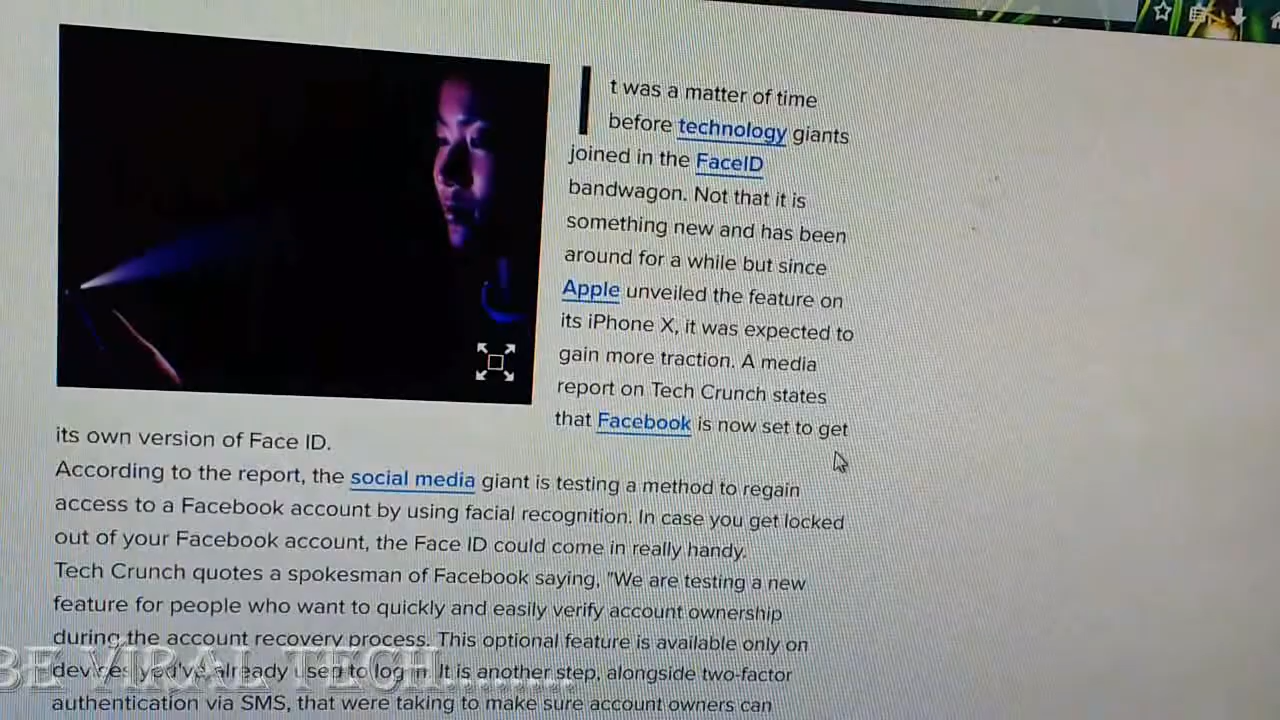 It was a matter of time
before technology giants
joined in the FaceID
bandwagon. Not that it is
something new and has been
around for a while but since
Apple unveiled the feature on
its iPhone X, it was expected to
gain more traction. A media
report on Tech Crunch states
that Facebook is now set to get
its own version of Face ID.
According to the report, the social media giant is testing a method to regain
access to a Facebook account by using facial recognition. In case you get locked
out of your Facebook account, the Face ID could come in really handy.
Tech Crunch quotes a spokesman of Facebook saying, "We are testing a new
feature for people who want to quickly and easily verify account ownership
during the account recovery process. This optional feature is available only on
devices you've already used to log in. It is another step, alongside two-factor
authentication via SMS, that were taking to make sure account owners can
BE VIRAL TECH........